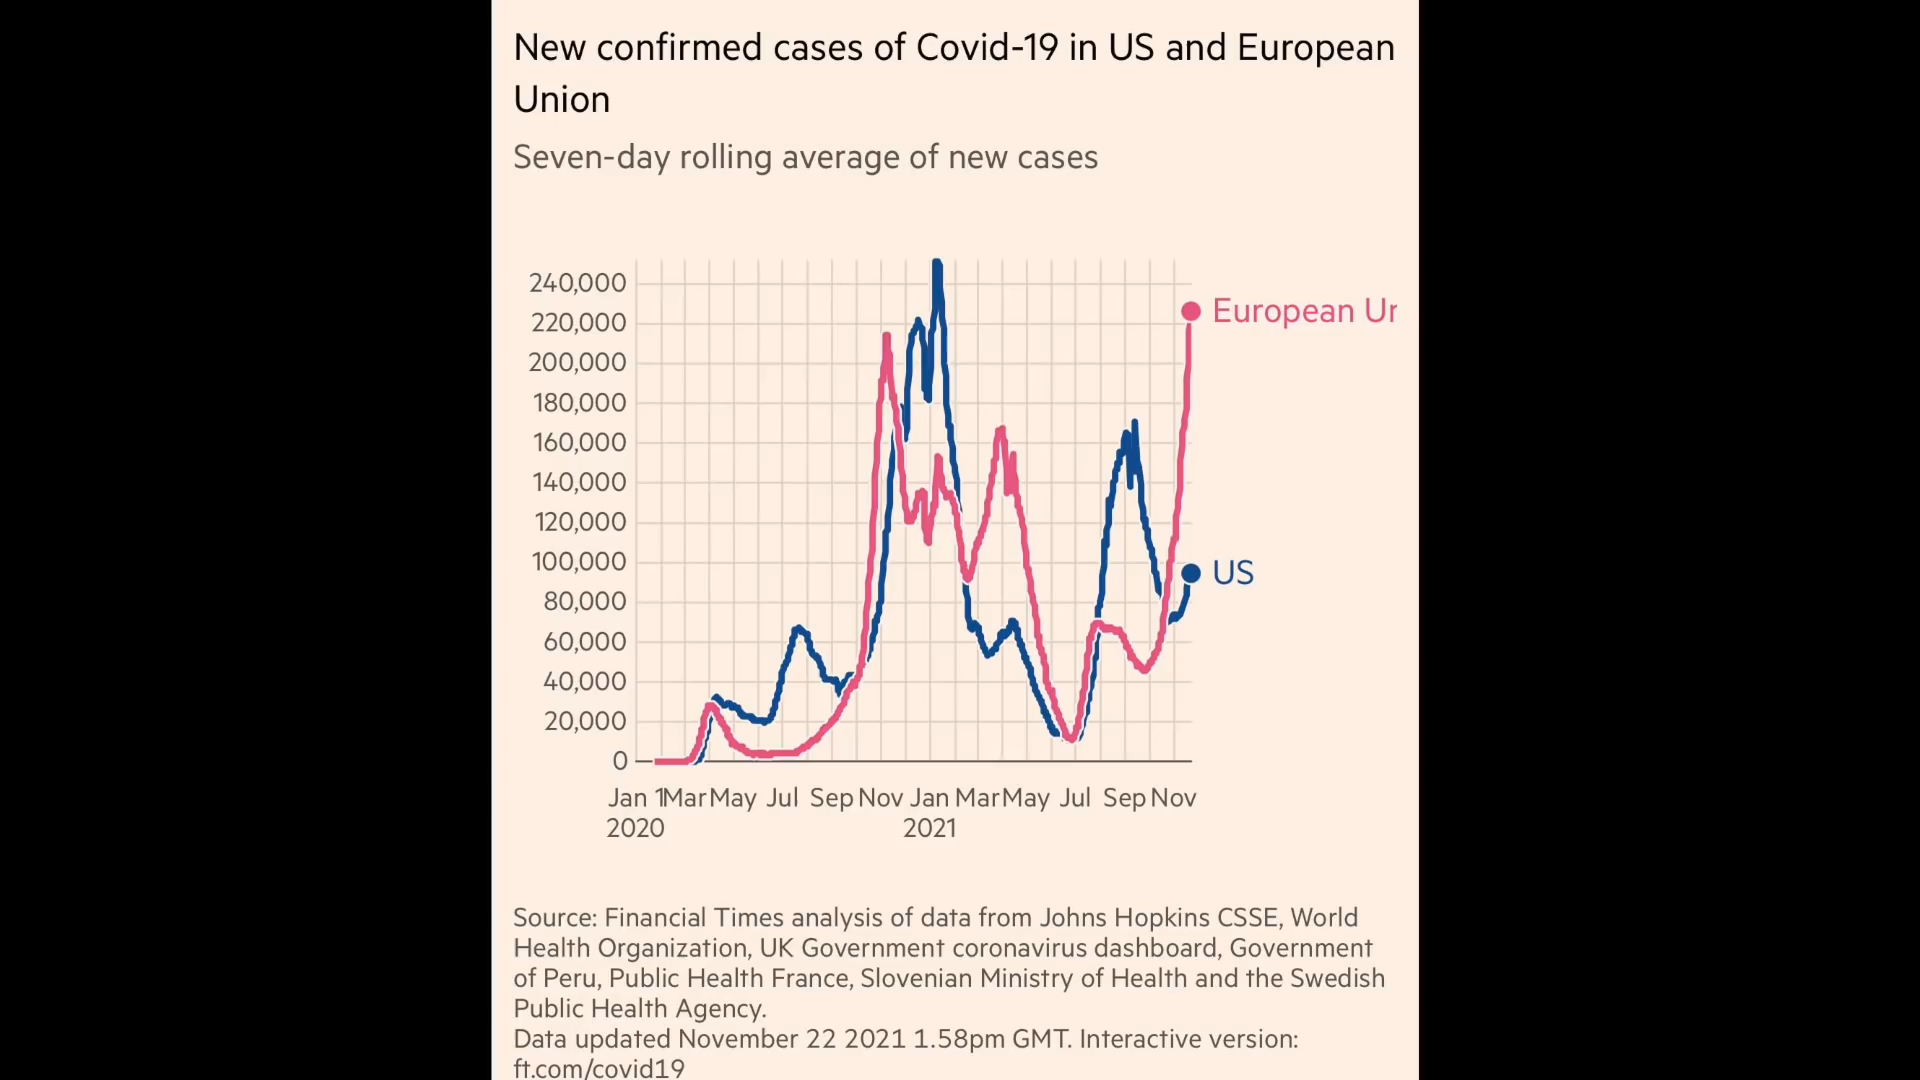 New confirmed cases of Covid-19 in US and European
Union
Seven-day rolling average of new cases
240,000
220,000
200,000
180,000
160,000
140,000
120,000
100,000
80,000
60,000
40,000
20,000
0
European Un
US
Jan 1 Mar May Jul Sep Nov Jan Mar May Jul Sep Nov
2020 2021
Source: Financial Times analysis of data from Johns Hopkins CSSE, World
Health Organization, UK Government coronavirus dashboard, Government
of Peru, Public Health France, Slovenian Ministry of Health and the Swedish
Public Health Agency.
Data updated November 22 2021 1.58pm GMT. Interactive version:
ft.com/covid19